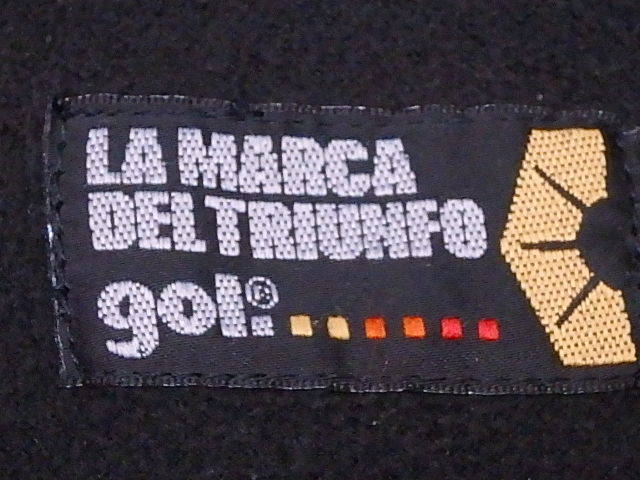 LA MARCA
DEL TRIUNFO
gol.®